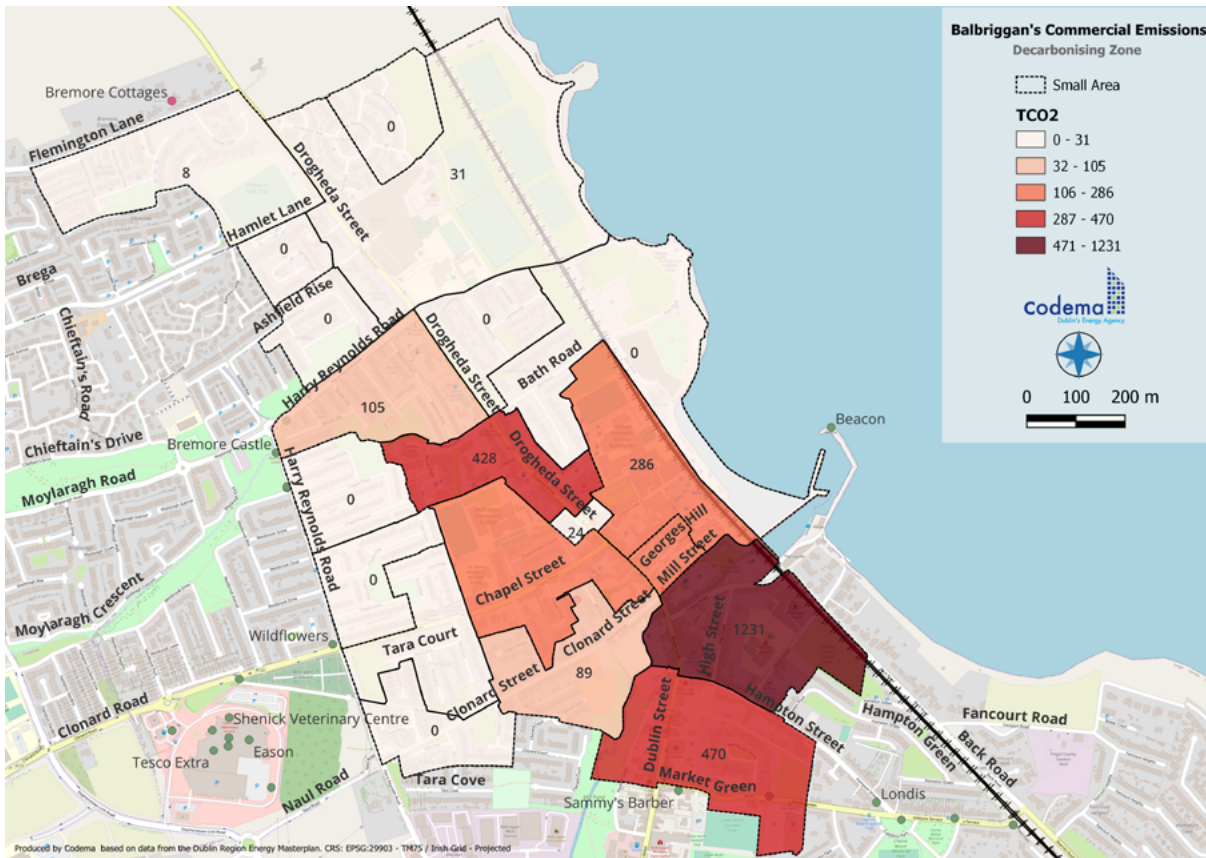 Balbriggan's Commercial Emissions
Decarbonising Zone
Small Area
TCO2
0 - 31
32 - 105
106 - 286
287 - 470
471 - 1231
codema
Dublin's Energy Agency
0 100 200 m
Bremore Cottages
Flemington Lane
8
0
Drogheda Street
31
Hamlet Lane
0
Brega
Ashfield Rise
0
Chieftain's Road
Harry Reynolds Road
Drogheda Street
0
Bath Road
0
105
Beacon
Chieftain's Drive
Bremore Castle
Moylaragh Road
Harry Reynolds Road
428
Drogheda Street
286
0
24
Georges Hill
Mill Street
Chapel Street
0
Moylaragh Crescent
Clonard Street
Wildflowers
Tara Court
High Street
1231
Clonard Street
89
Clonard Road
Shenick Veterinary Centre
0
Hampton Street
Hampton Green
Fancourt Road
Back Road
Eason
Tesco Extra
Dublin Street
470
Market Green
Naul Road
Tara Cove
Sammy's Barber
Londis
Produced by Codema based on data from the Dublin Region Energy Masterplan. CRS: EPSG:29903 - TM75 / Irish Grid - Projected